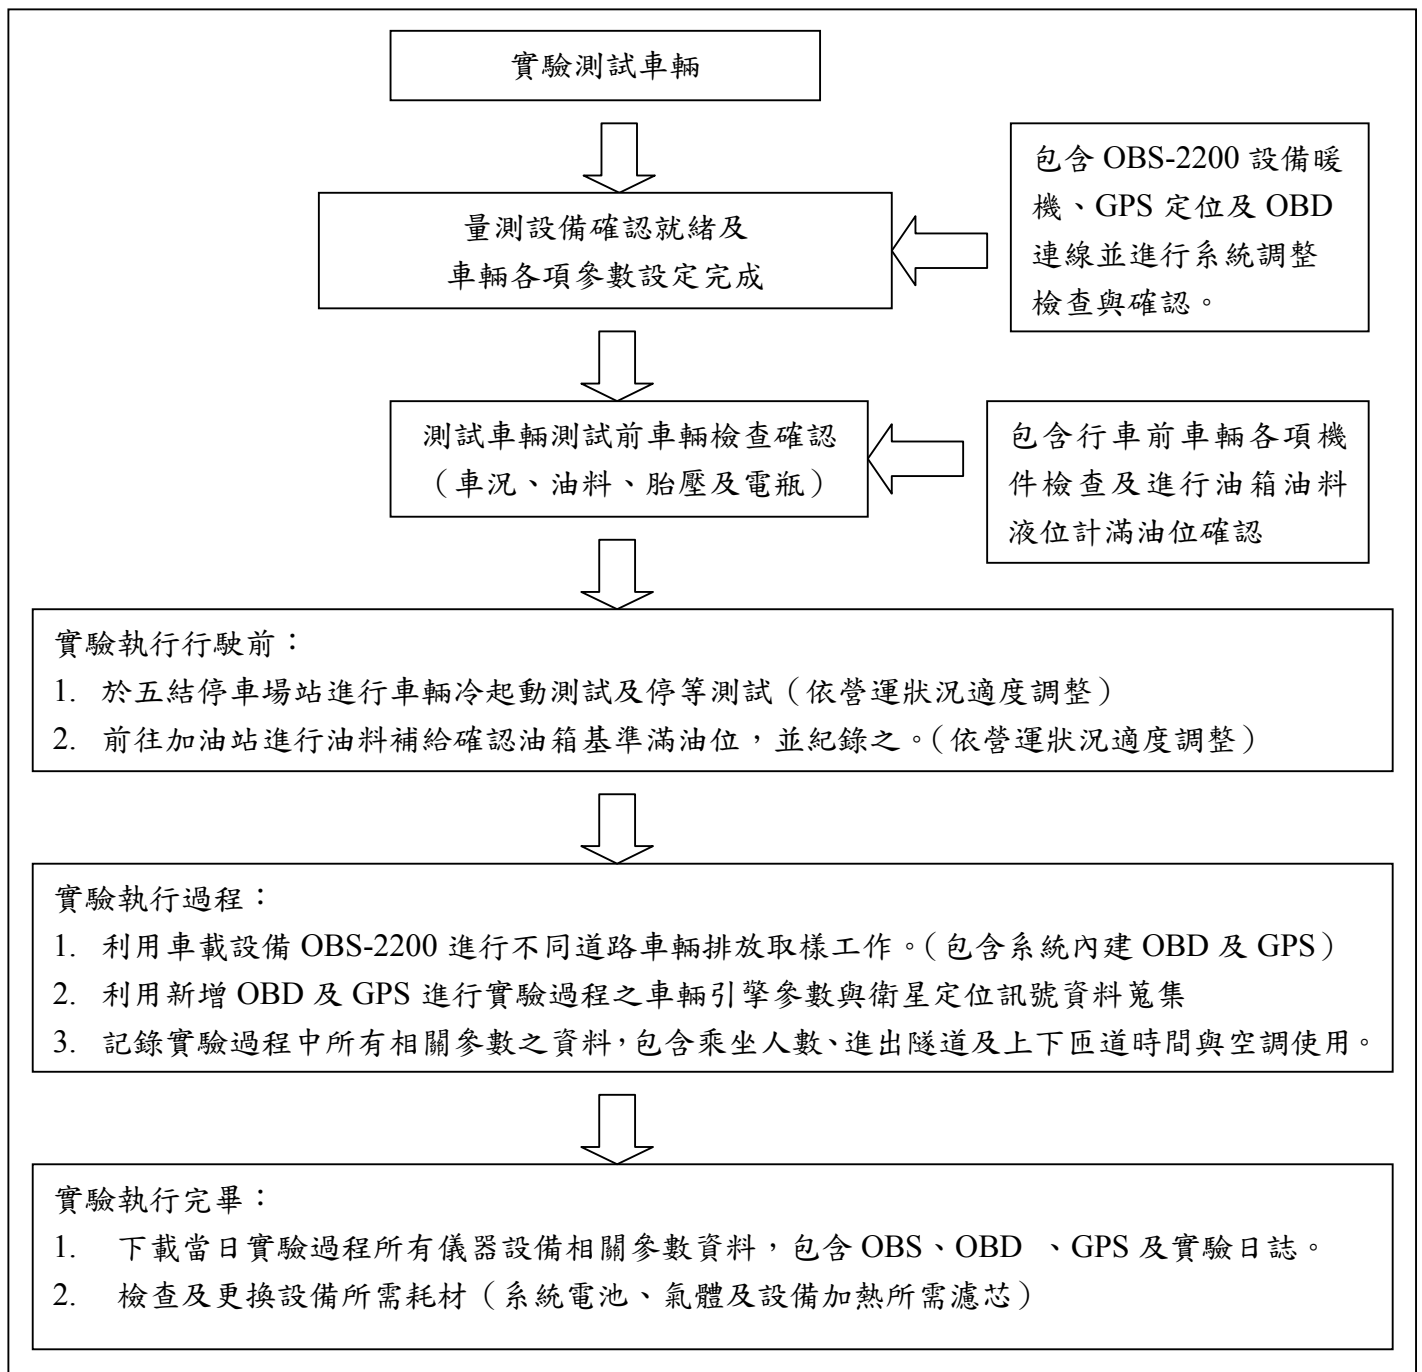 實驗測試車輛
量測設備確認就緒及
車輛各項參數設定完成
包含 OBS-2200 設備暖
機、GPS 定位及 OBD
連線並進行系統調整
檢查與確認。
測試車輛測試前車輛檢查確認
（車況、油料、胎壓及電瓶）
包含行車前車輛各項機
件檢查及進行油箱油料
液位計滿油位確認
實驗執行行駛前：
1. 於五結停車場站進行車輛冷起動測試及停等測試（依營運狀況適度調整）
2. 前往加油站進行油料補給確認油箱基準滿油位，並紀錄之。（依營運狀況適度調整）
實驗執行過程：
1. 利用車載設備 OBS-2200 進行不同道路車輛排放取樣工作。（包含系統內建 OBD 及 GPS）
2. 利用新增 OBD 及 GPS 進行實驗過程之車輛引擎參數與衛星定位訊號資料蒐集
3. 記錄實驗過程中所有相關參數之資料，包含乘坐人數、進出隧道及上下匝道時間與空調使用。
實驗執行完畢：
1. 下載當日實驗過程所有儀器設備相關參數資料，包含 OBS、OBD 、GPS 及實驗日誌。
2. 檢查及更換設備所需耗材（系統電池、氣體及設備加熱所需濾芯）